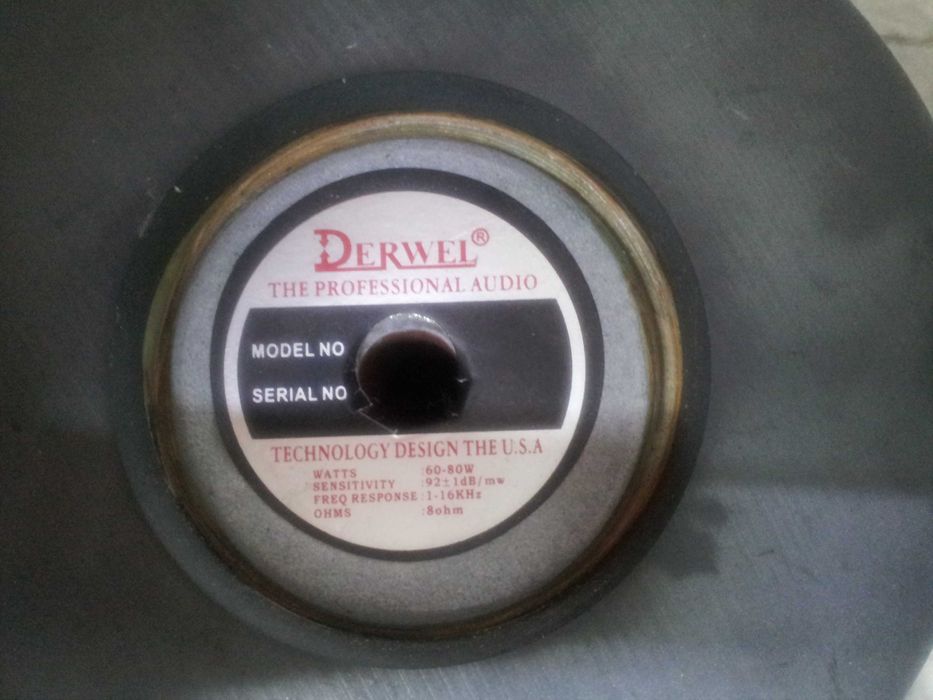 DERWEL®
THE PROFESSIONAL AUDIO
MODEL NO
SERIAL NO
TECHNOLOGY DESIGN THE U.S.A
WATTS :60-80W
SENSITIVITY :92±1dB/mw
FREQ RESPONSE :1-16KHz
OHMS :8ohm